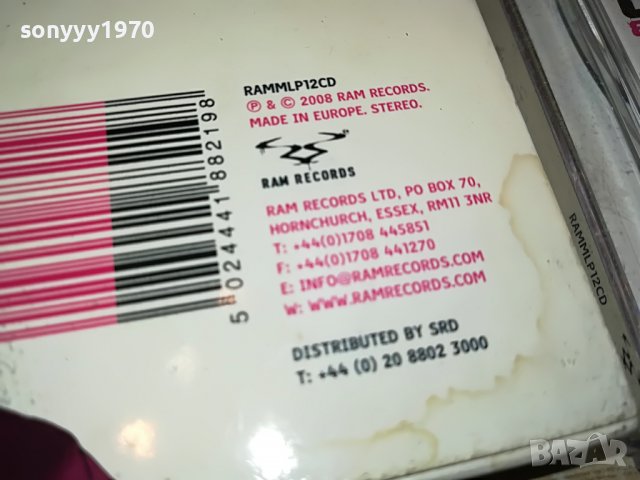 sonyyy1970
RAMMLP12CD
℗ & © 2008 RAM RECORDS.
MADE IN EUROPE. STEREO.
RAM RECORDS
RAM RECORDS LTD, PO BOX 70,
HORNCHURCH, ESSEX, RM11 3NR
T: +44(0)1708 445851
F: +44(0)1708 441270
E: INFO@RAMRECORDS.COM
W: WWW.RAMRECORDS.COM
DISTRIBUTED BY SRD
T: +44 (0) 20 8802 3000
5 024441 882198
RAMMLP12CD
BAZAR